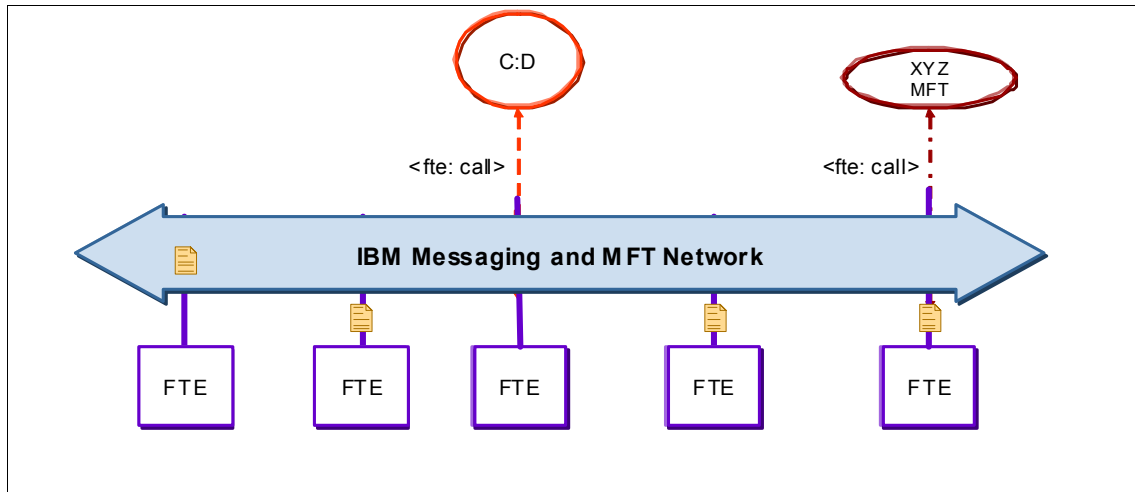 C:D
XYZ
MFT
<fte: call>
<fte: call>
IBM Messaging and MFT Network
FTE
FTE
FTE
FTE
FTE